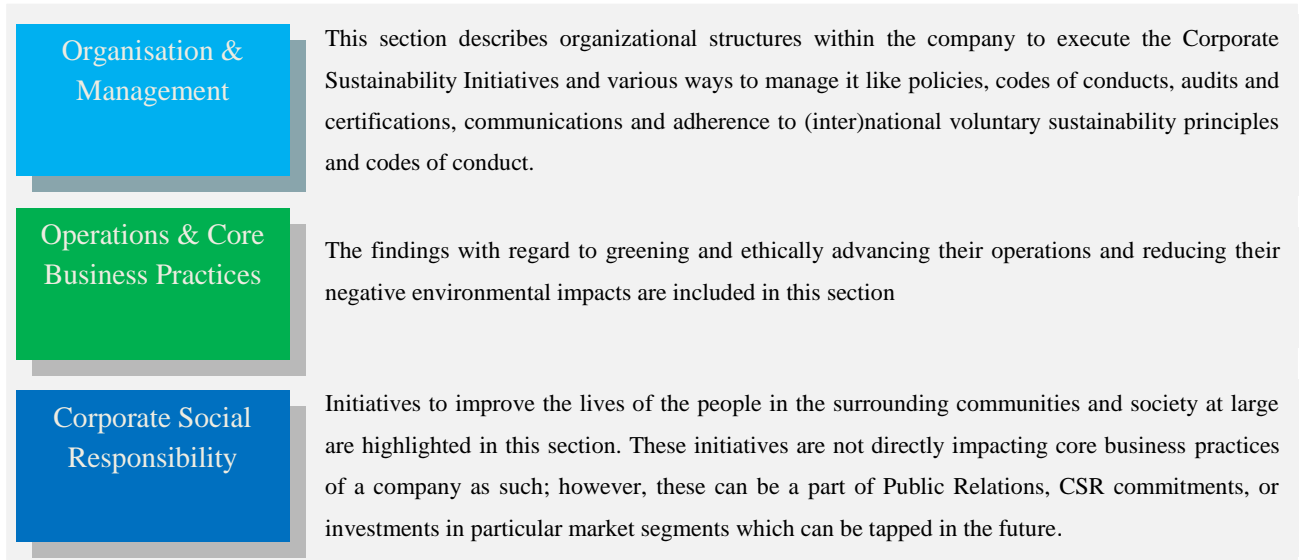 Organisation &
Management
This section describes organizational structures within the company to execute the Corporate
Sustainability Initiatives and various ways to manage it like policies, codes of conducts, audits and
certifications, communications and adherence to (inter)national voluntary sustainability principles
and codes of conduct.
Operations & Core
Business Practices
The findings with regard to greening and ethically advancing their operations and reducing their
negative environmental impacts are included in this section
Corporate Social
Responsibility
Initiatives to improve the lives of the people in the surrounding communities and society at large
are highlighted in this section. These initiatives are not directly impacting core business practices
of a company as such; however, these can be a part of Public Relations, CSR commitments, or
investments in particular market segments which can be tapped in the future.